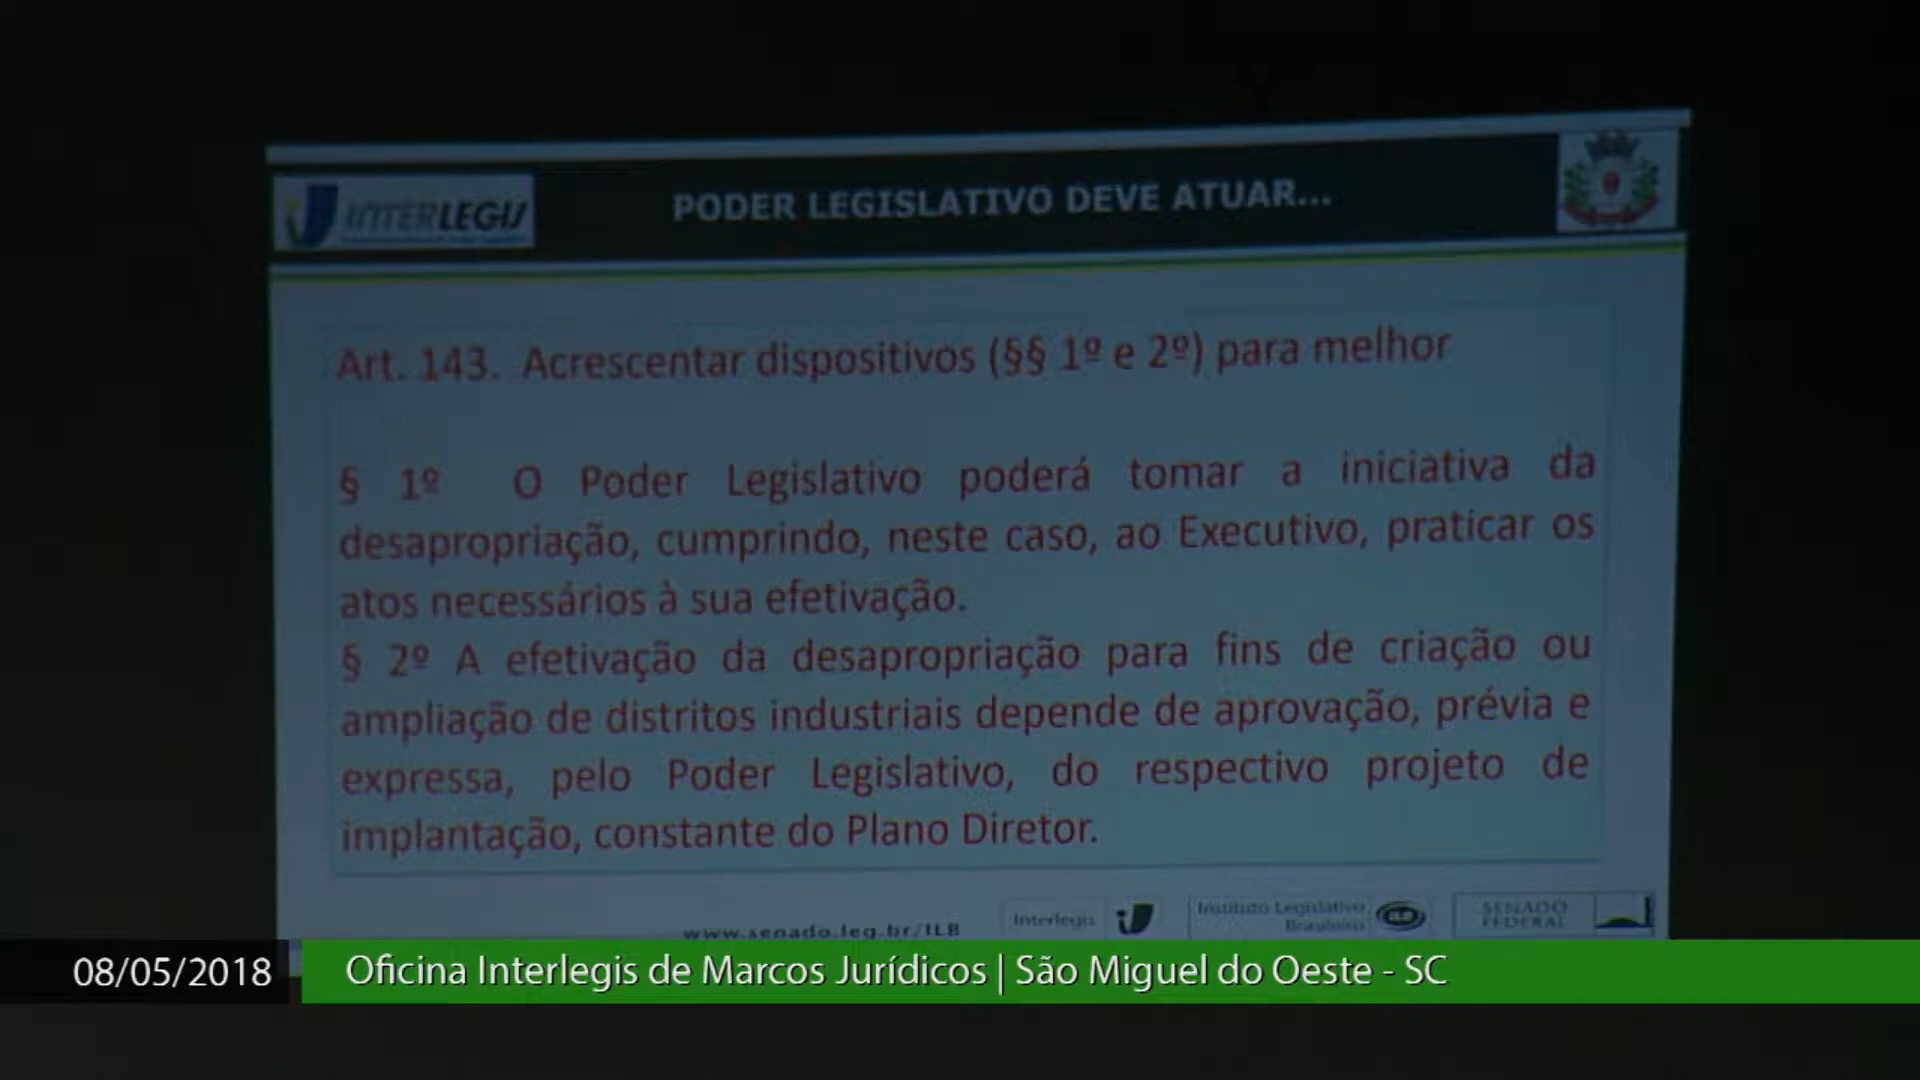 INTERLEGIS
PODER LEGISLATIVO DEVE ATUAR...
Art. 143. Acrescentar dispositivos (§§ 1º e 2º) para melhor
§ 1º O Poder Legislativo poderá tomar a iniciativa da
desapropriação, cumprindo, neste caso, ao Executivo, praticar os
atos necessários à sua efetivação.
§ 2º A efetivação da desapropriação para fins de criação ou
ampliação de distritos industriais depende de aprovação, prévia e
expressa, pelo Poder Legislativo, do respectivo projeto de
implantação, constante do Plano Diretor.
www.senado.leg.br/ILB
Interlegis
Instituto Legislativo
Brasileiro
ILB
SENADO
FEDERAL
08/05/2018
Oficina Interlegis de Marcos Jurídicos | São Miguel do Oeste - SC